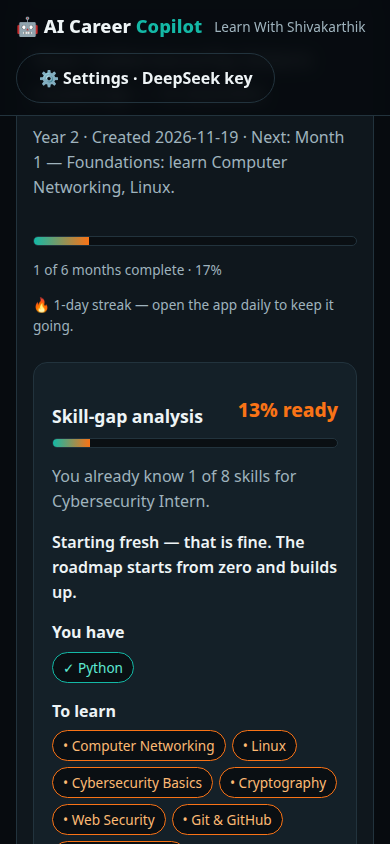 🤖 AI Career Copilot Learn With Shivakarthik
⚙️ Settings · DeepSeek key
Year 2 · Created 2026-11-19 · Next: Month
1 — Foundations: learn Computer
Networking, Linux.
1 of 6 months complete · 17%
🔥 1-day streak — open the app daily to keep it
going.
Skill-gap analysis 13% ready
You already know 1 of 8 skills for
Cybersecurity Intern.
Starting fresh — that is fine. The
roadmap starts from zero and builds
up.
You have
✓ Python
To learn
• Computer Networking • Linux
• Cybersecurity Basics • Cryptography
• Web Security • Git & GitHub